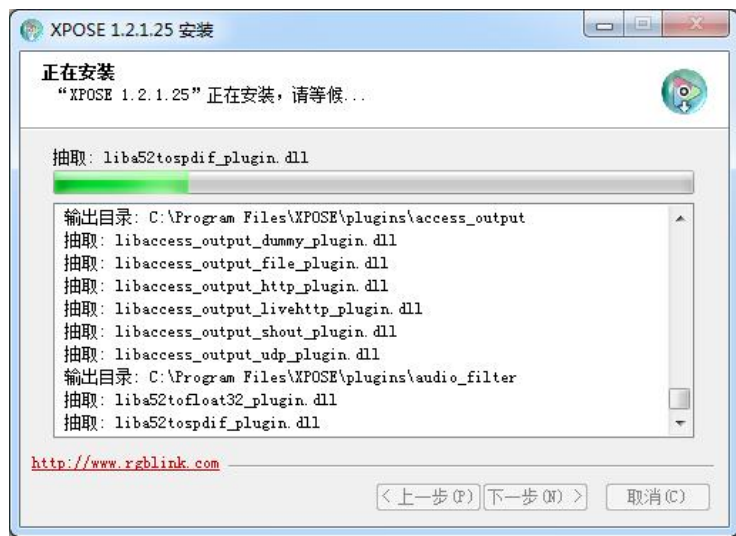 XPOSE 1.2.1.25 安装
正在安装
“XPOSE 1.2.1.25”正在安装，请等候...
抽取: liba52tospdif_plugin.dll
输出目录: C:\Program Files\XPOSE\plugins\access_output
抽取: libaccess_output_dummy_plugin.dll
抽取: libaccess_output_file_plugin.dll
抽取: libaccess_output_http_plugin.dll
抽取: libaccess_output_livehttp_plugin.dll
抽取: libaccess_output_shout_plugin.dll
抽取: libaccess_output_udp_plugin.dll
输出目录: C:\Program Files\XPOSE\plugins\audio_filter
抽取: liba52tofloat32_plugin.dll
抽取: liba52tospdif_plugin.dll
http://www.rgblink.com
< 上一步(P) 下一步(N) > 取消(C)